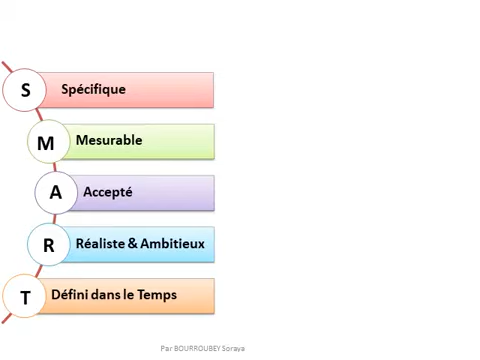 S Spécifique
M Mesurable
A Accepté
R Réaliste & Ambitieux
T Défini dans le Temps
Par BOURROUBEY Soraya